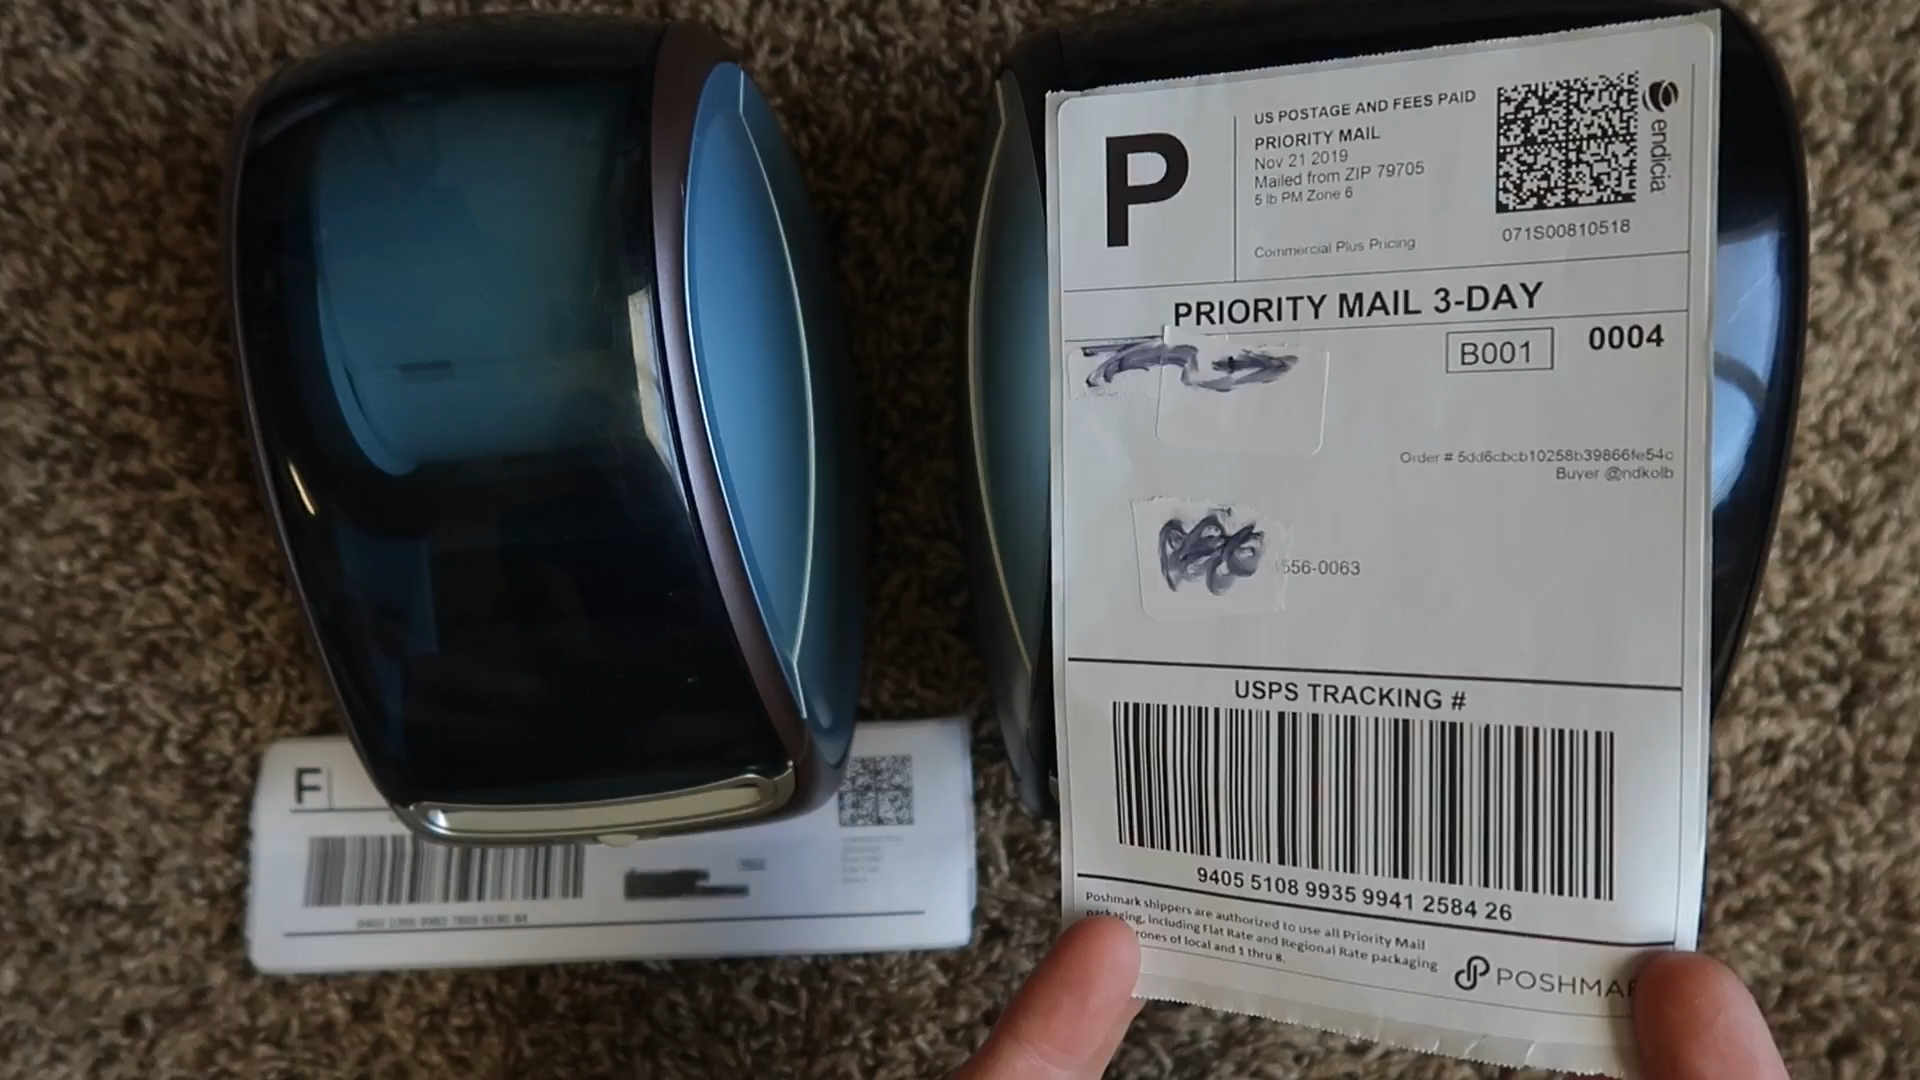 P
US POSTAGE AND FEES PAID
PRIORITY MAIL
Nov 21 2019
Mailed from ZIP 79705
5 lb PM Zone 6
Commercial Plus Pricing
endicia
071S00810518
PRIORITY MAIL 3-DAY
B001
0004
Order # 5dd6cbcb10258b39866fe54c
Buyer @ndkolb
556-0063
USPS TRACKING #
9405 5108 9935 9941 2584 26
Poshmark shippers are authorized to use all Priority Mail
packaging, including Flat Rate and Regional Rate packaging
of local and 1 thru 8.
POSHMA
F